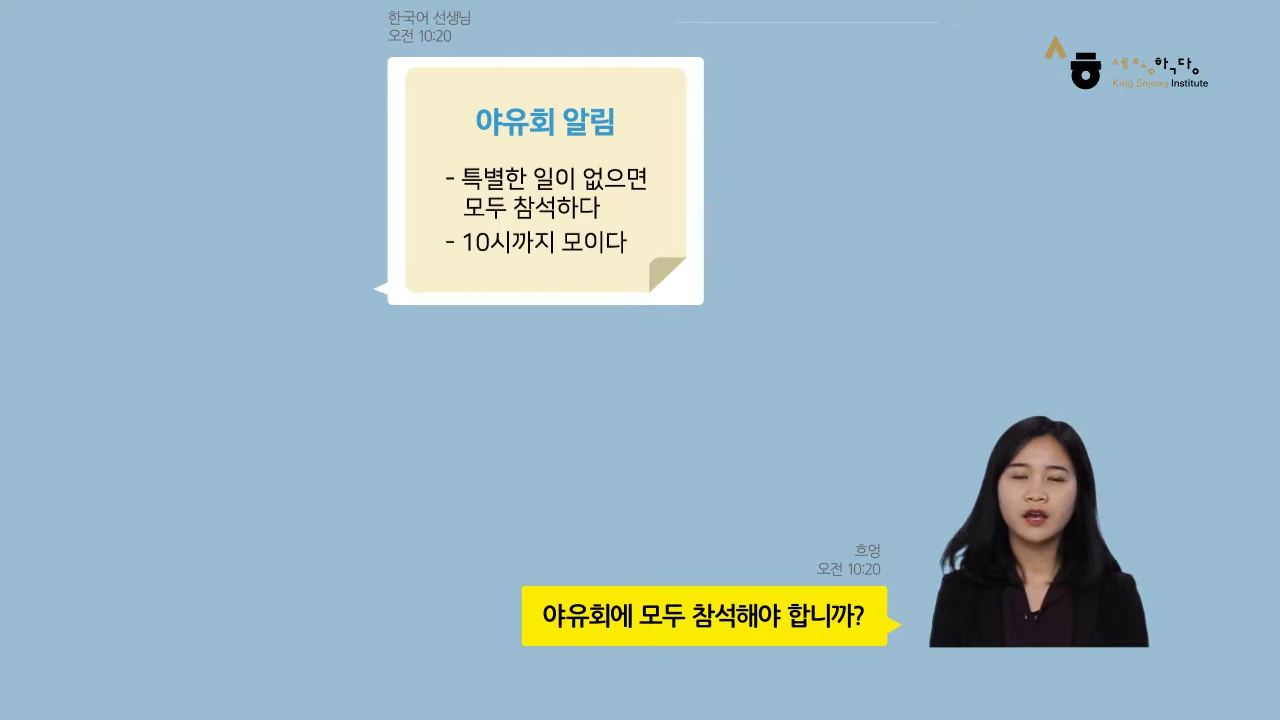 한국어 선생님
오전 10:20
세종학당
King Sejong Institute
야유회 알림
- 특별한 일이 없으면
모두 참석하다
- 10시까지 모이다
흐엉
오전 10:20
야유회에 모두 참석해야 합니까?